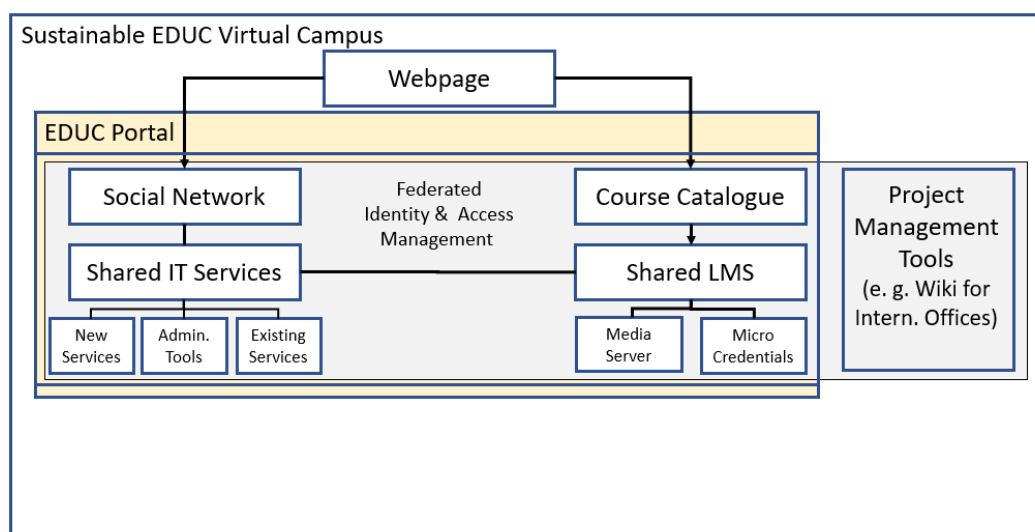 Sustainable EDUC Virtual Campus
Webpage
EDUC Portal
Social Network
Federated
Identity & Access
Management
Course Catalogue
Project
Management
Tools
(e. g. Wiki for
Intern. Offices)
Shared IT Services
Shared LMS
New
Services
Admin.
Tools
Existing
Services
Media
Server
Micro
Credentials